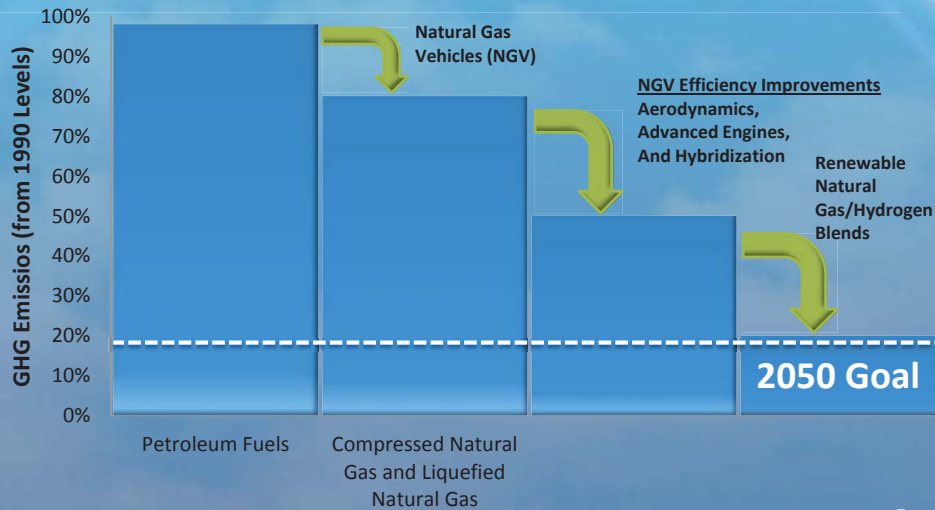 GHG Emissios (from 1990 Levels)
100%
90%
80%
70%
60%
50%
40%
30%
20%
10%
0%
Natural Gas
Vehicles (NGV)
NGV Efficiency Improvements
Aerodynamics,
Advanced Engines,
And Hybridization
Renewable
Natural
Gas/Hydrogen
Blends
2050 Goal
Petroleum Fuels
Compressed Natural
Gas and Liquefied
Natural Gas